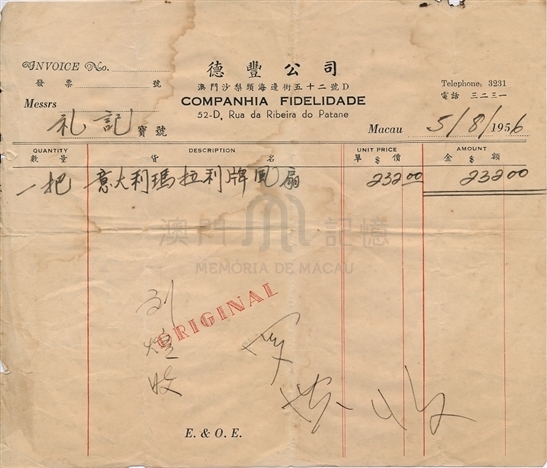 INVOICE No.
德豐公司
發票 號
澳門沙梨頭海邊街五十二號D
Telephone: 3231
電話 三二三一
Messrs
COMPANHIA FIDELIDADE
52-D, Rua da Ribeira do Patane
礼記寶號
Macau 5/8/1956
QUANTITY DESCRIPTION UNIT PRICE AMOUNT
數量 貨名 單$價 金$額
一把 意大利瑪拉利牌風扇 232.00 232.00
澳門 記憶
MEMÓRIA DE MACAU
ORIGINAL
收
E. & O. E.